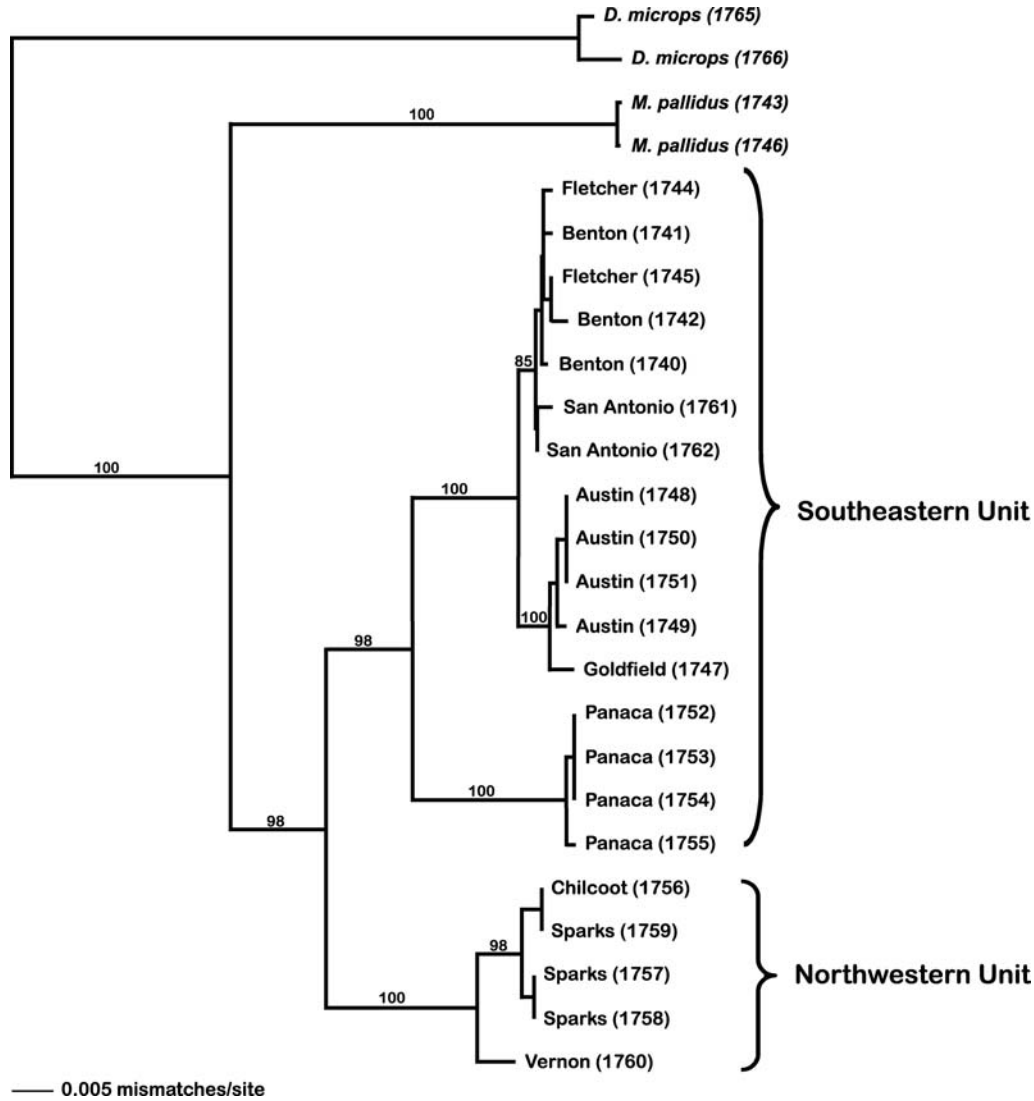 D. microps (1765)
D. microps (1766)
M. pallidus (1743)
100
M. pallidus (1746)
Fletcher (1744)
Benton (1741)
Fletcher (1745)
Benton (1742)
85
Benton (1740)
San Antonio (1761)
San Antonio (1762)
100
100
Austin (1748)
Southeastern Unit
Austin (1750)
Austin (1751)
100
Austin (1749)
98
Goldfield (1747)
Panaca (1752)
Panaca (1753)
100
Panaca (1754)
98
Panaca (1755)
Chilcoot (1756)
Sparks (1759)
98
Sparks (1757)
Northwestern Unit
100
Sparks (1758)
Vernon (1760)
0.005 mismatches/site